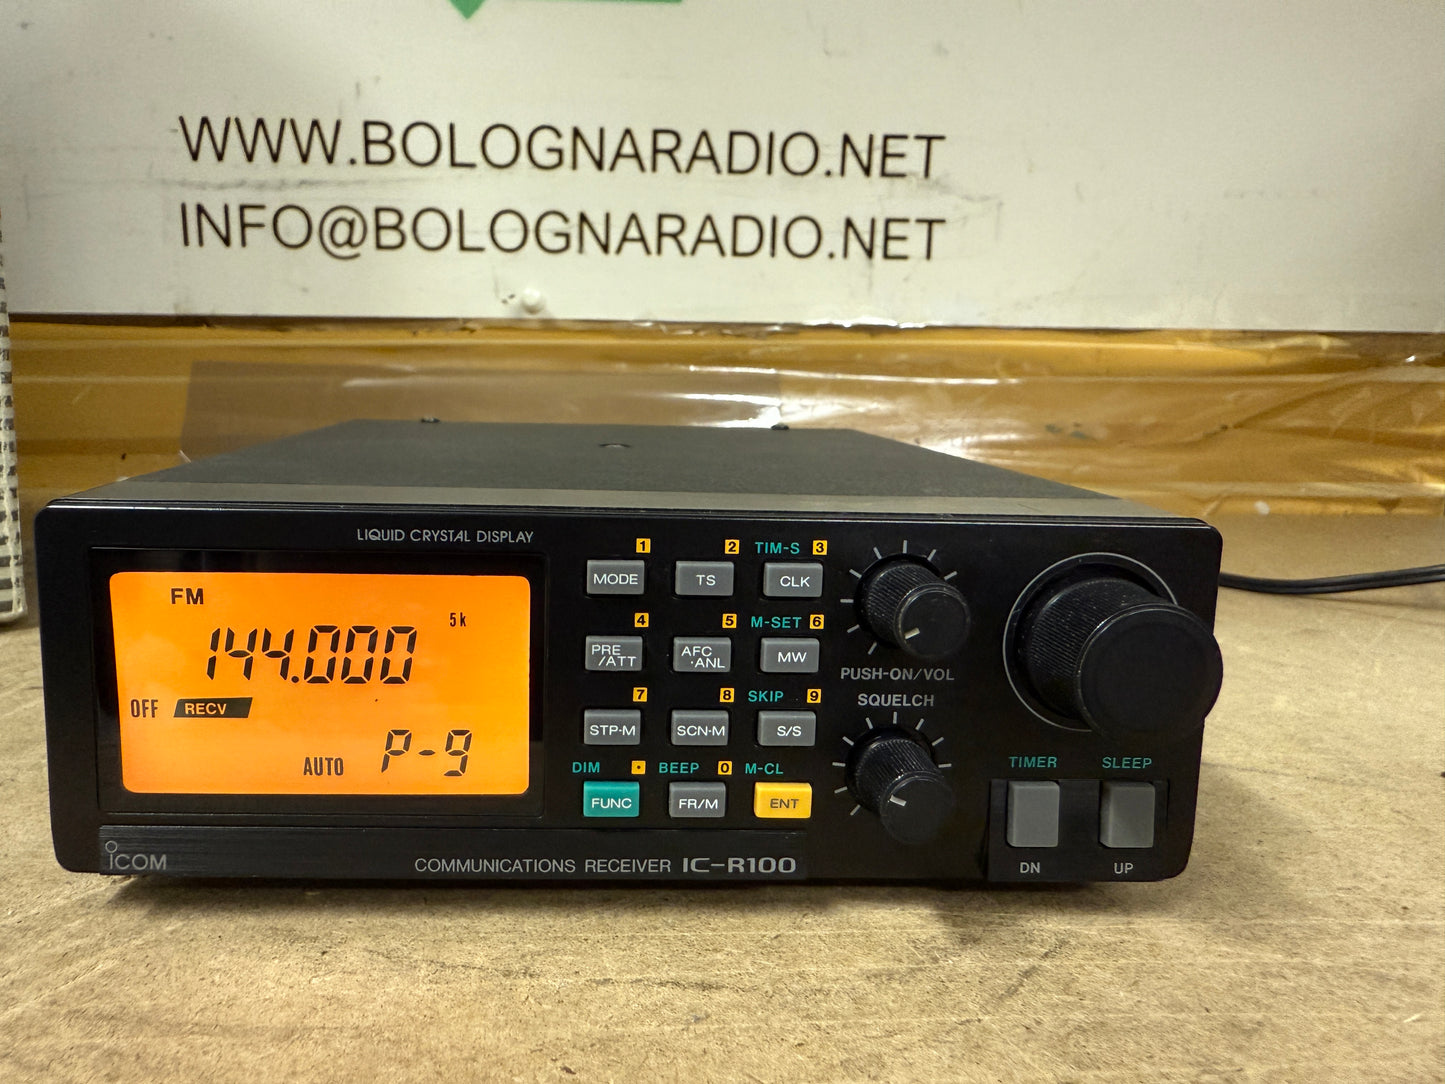 WWW.BOLOGNARADIO.NET
INFO@BOLOGNARADIO.NET
LIQUID CRYSTAL DISPLAY
FM
5k
144.000
OFF RECV
AUTO P-9
1 2 TIM-S 3
MODE TS CLK
4 5 M-SET 6
PRE/ATT AFC·ANL MW
7 8 SKIP 9
STP·M SCN·M S/S
DIM · BEEP 0 M-CL
FUNC FR/M ENT
PUSH-ON/VOL
SQUELCH
TIMER SLEEP
DN UP
ICOM
COMMUNICATIONS RECEIVER IC-R100